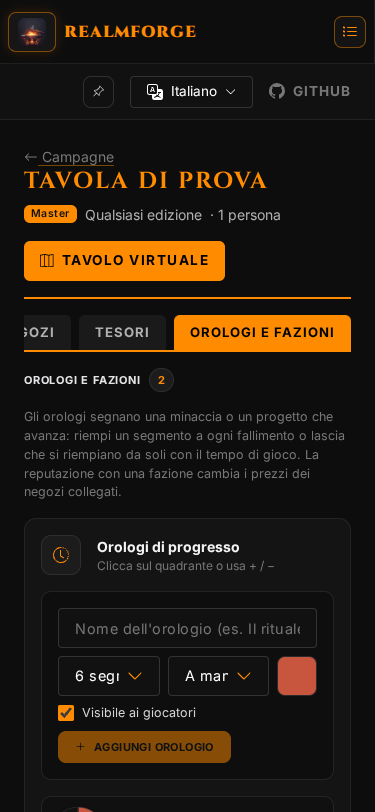 REALMFORGE
Italiano
GITHUB
← Campagne
TAVOLA DI PROVA
Master Qualsiasi edizione · 1 persona
TAVOLO VIRTUALE
GOZI TESORI OROLOGI E FAZIONI
OROLOGI E FAZIONI 2
Gli orologi segnano una minaccia o un progetto che
avanza: riempi un segmento a ogni fallimento o lascia
che si riempiano da soli con il tempo di gioco. La
reputazione con una fazione cambia i prezzi dei
negozi collegati.
Orologi di progresso
Clicca sul quadrante o usa + / −
Nome dell'orologio (es. Il rituale
6 segr A mar
Visibile ai giocatori
+ AGGIUNGI OROLOGIO